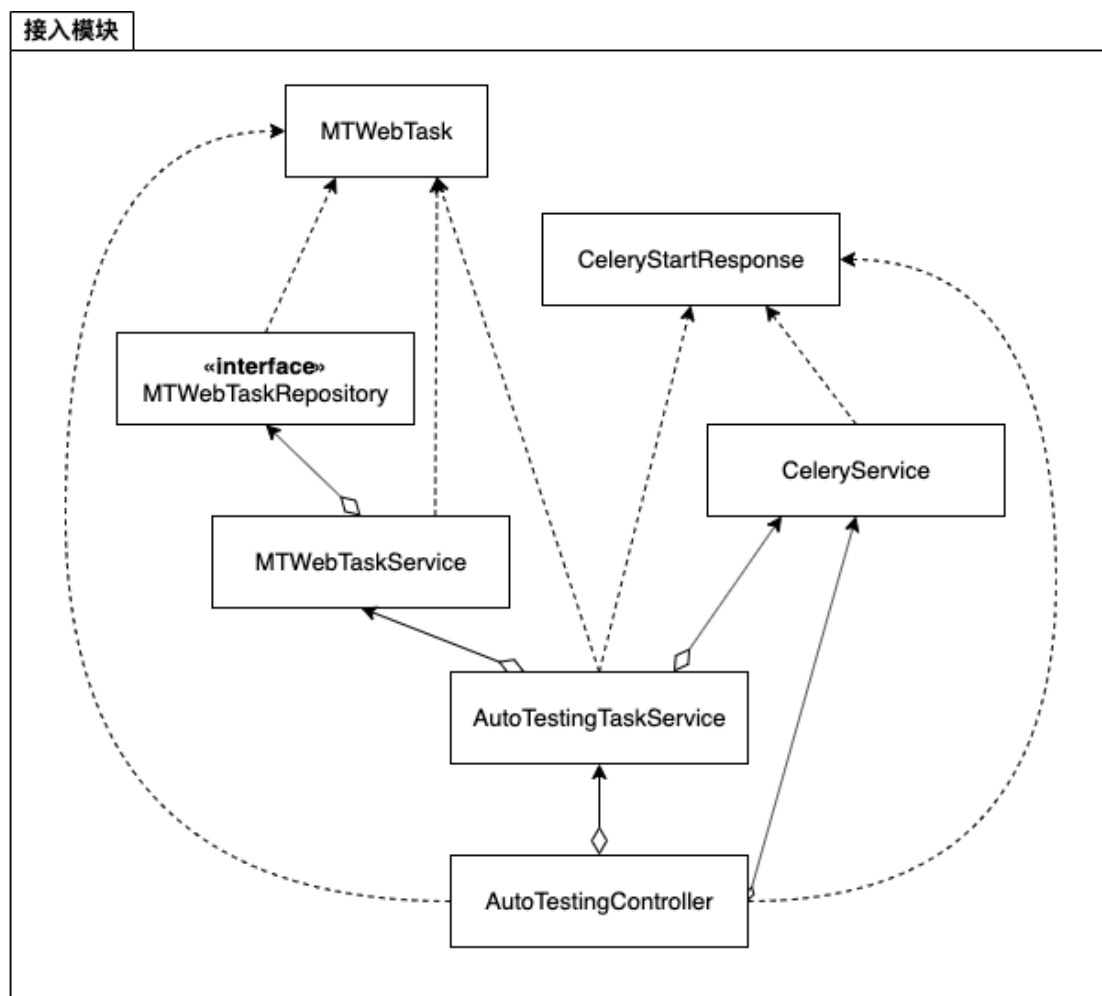 接入模块
MTWebTask
CeleryStartResponse
«interface»
MTWebTaskRepository
CeleryService
MTWebTaskService
AutoTestingTaskService
AutoTestingController